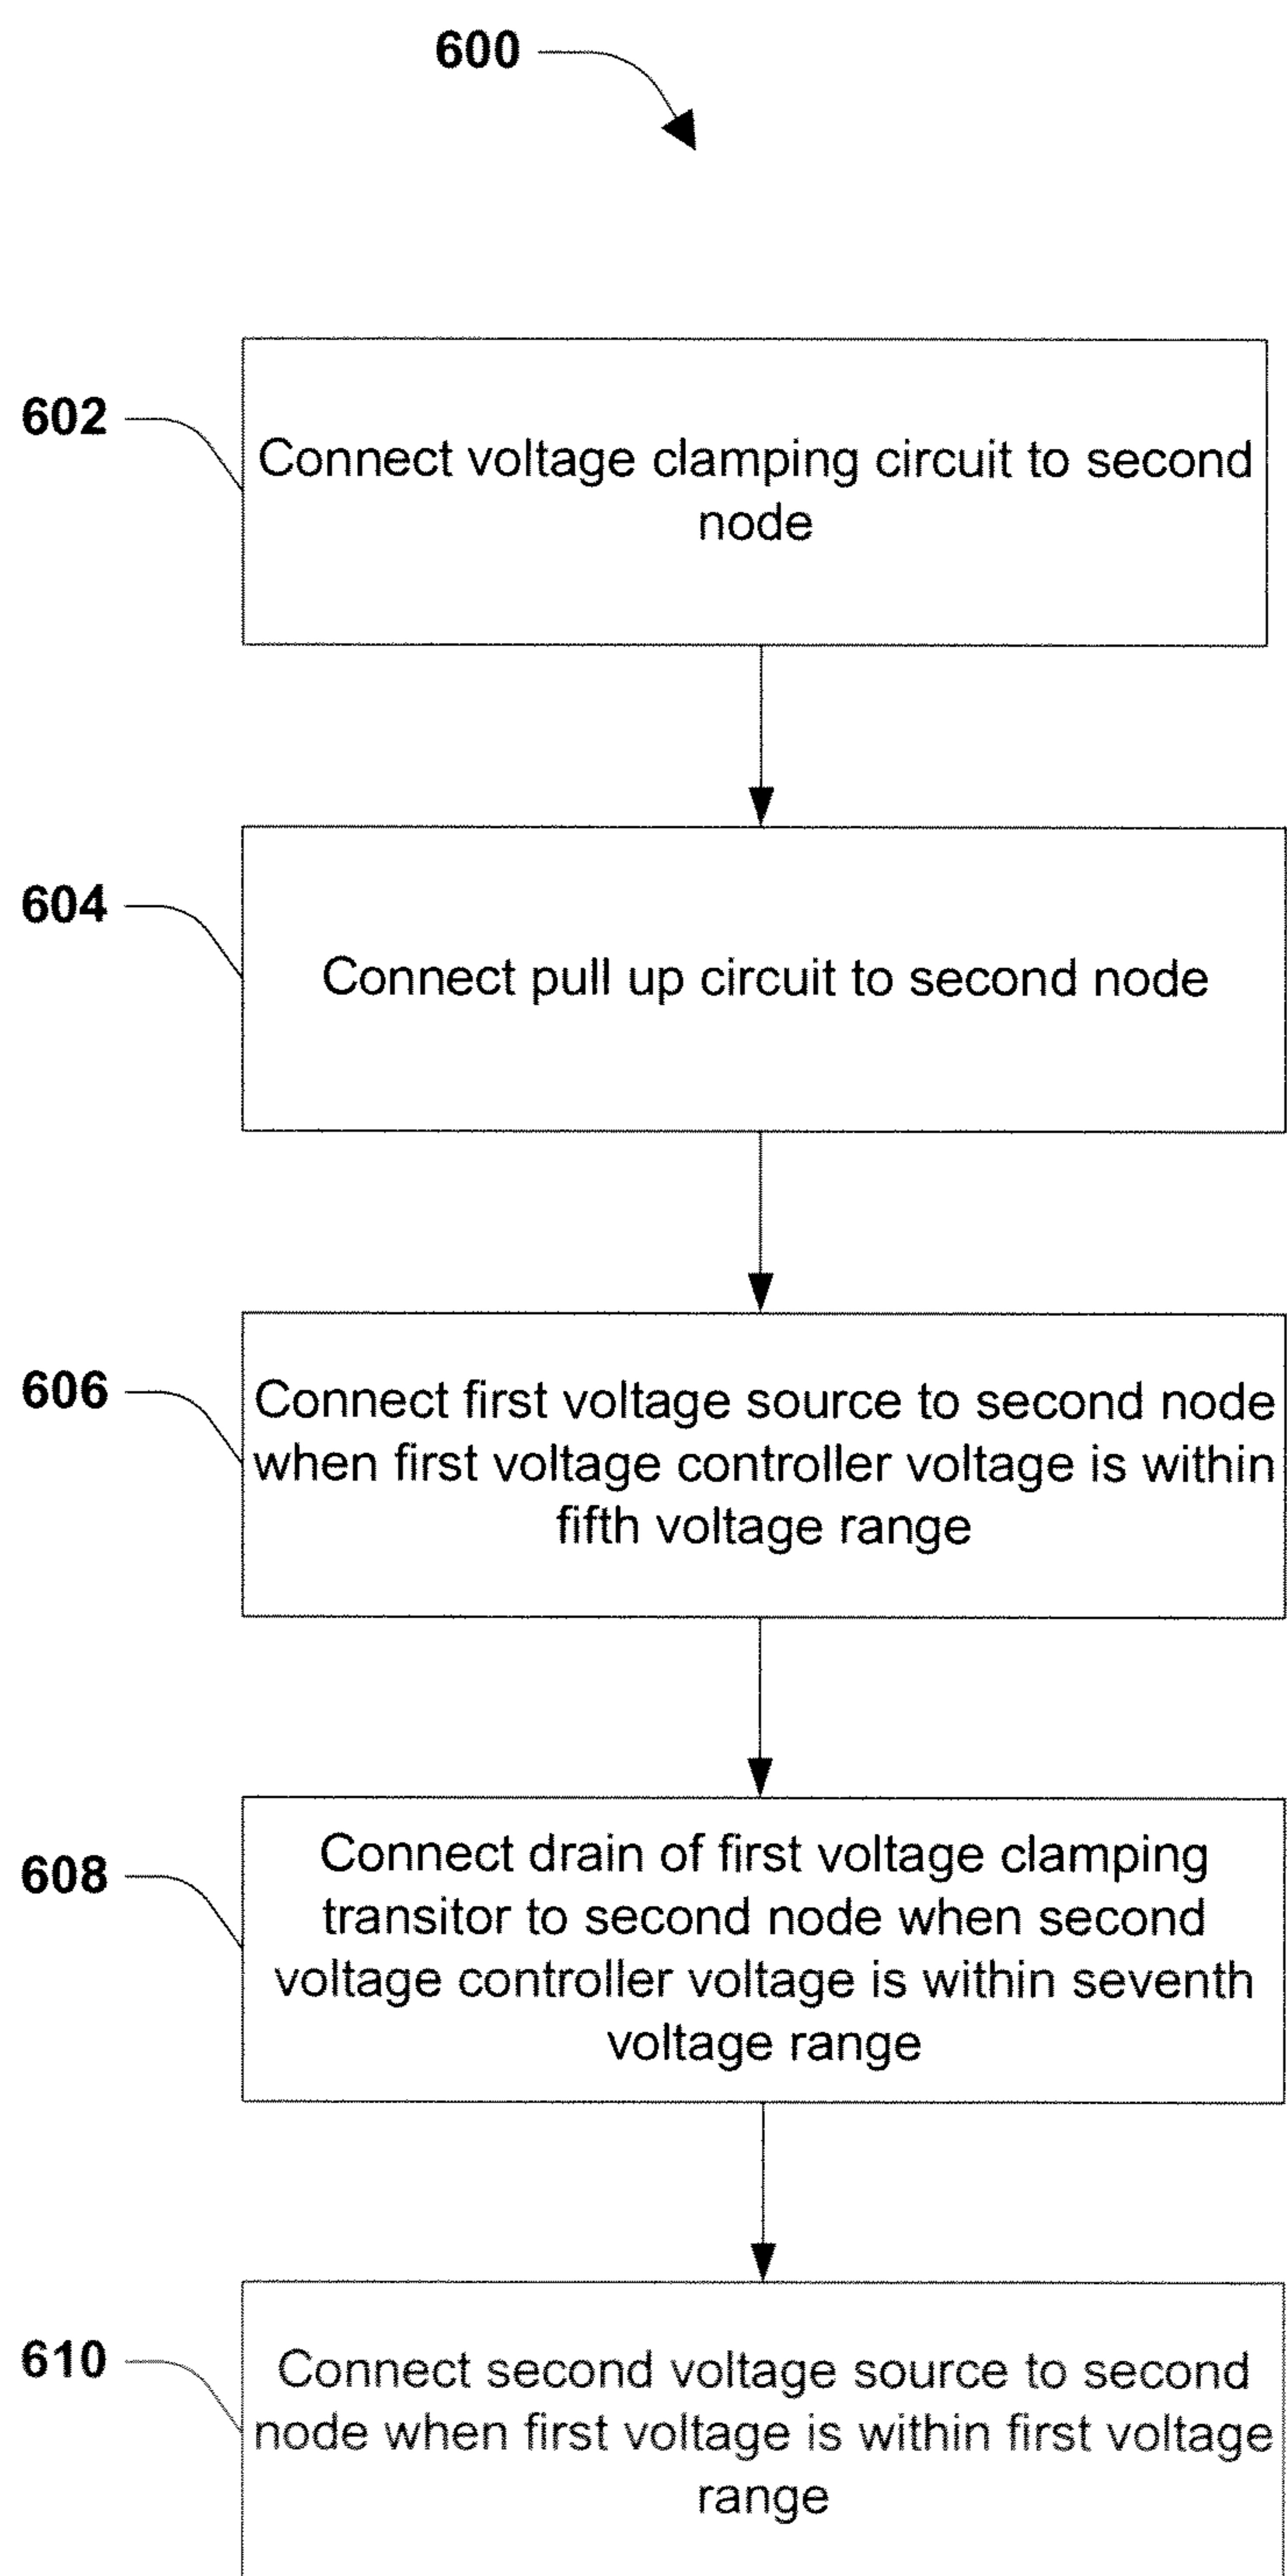 600
602
Connect voltage clamping circuit to second
node
604
Connect pull up circuit to second node
606
Connect first voltage source to second node
when first voltage controller voltage is within
fifth voltage range
608
Connect drain of first voltage clamping
transitor to second node when second
voltage controller voltage is within seventh
voltage range
610
Connect second voltage source to second
node when first voltage is within first voltage
range